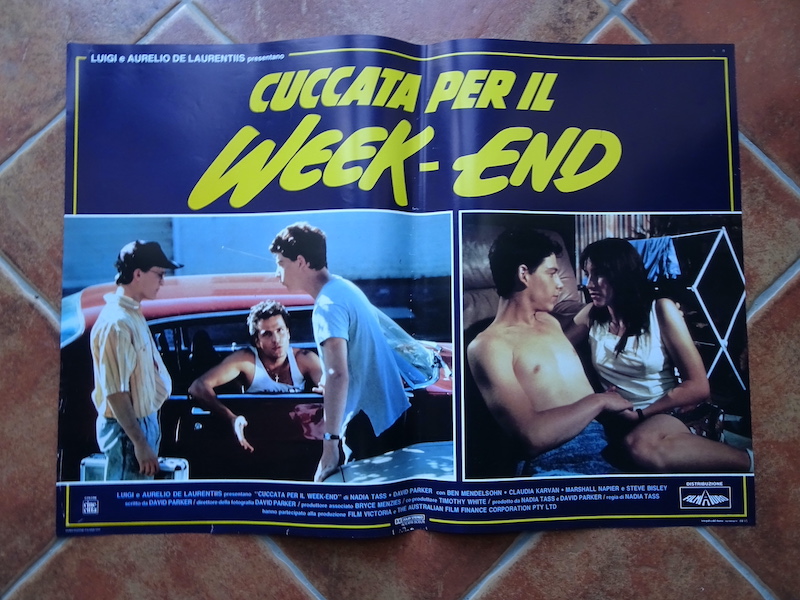 LUIGI e AURELIO DE LAURENTIIS presentano
CUCCATA PER IL
WEEK-END
LUIGI e AURELIO DE LAURENTIIS presentano "CUCCATA PER IL WEEK-END" di NADIA TASS • DAVID PARKER con BEN MENDELSOHN • CLAUDIA KARVAN • MARSHALL NAPIER e STEVE BISLEY
scritto da DAVID PARKER / direttore della fotografia DAVID PARKER / produttore associato BRYCE MENZIES / co produttore TIMOTHY WHITE / prodotto da NADIA TASS e DAVID PARKER / regia di NADIA TASS
hanno partecipato alla produzione FILM VICTORIA e THE AUSTRALIAN FILM FINANCE CORPORATION PTY LTD
DISTRIBUZIONE
FILMAURO